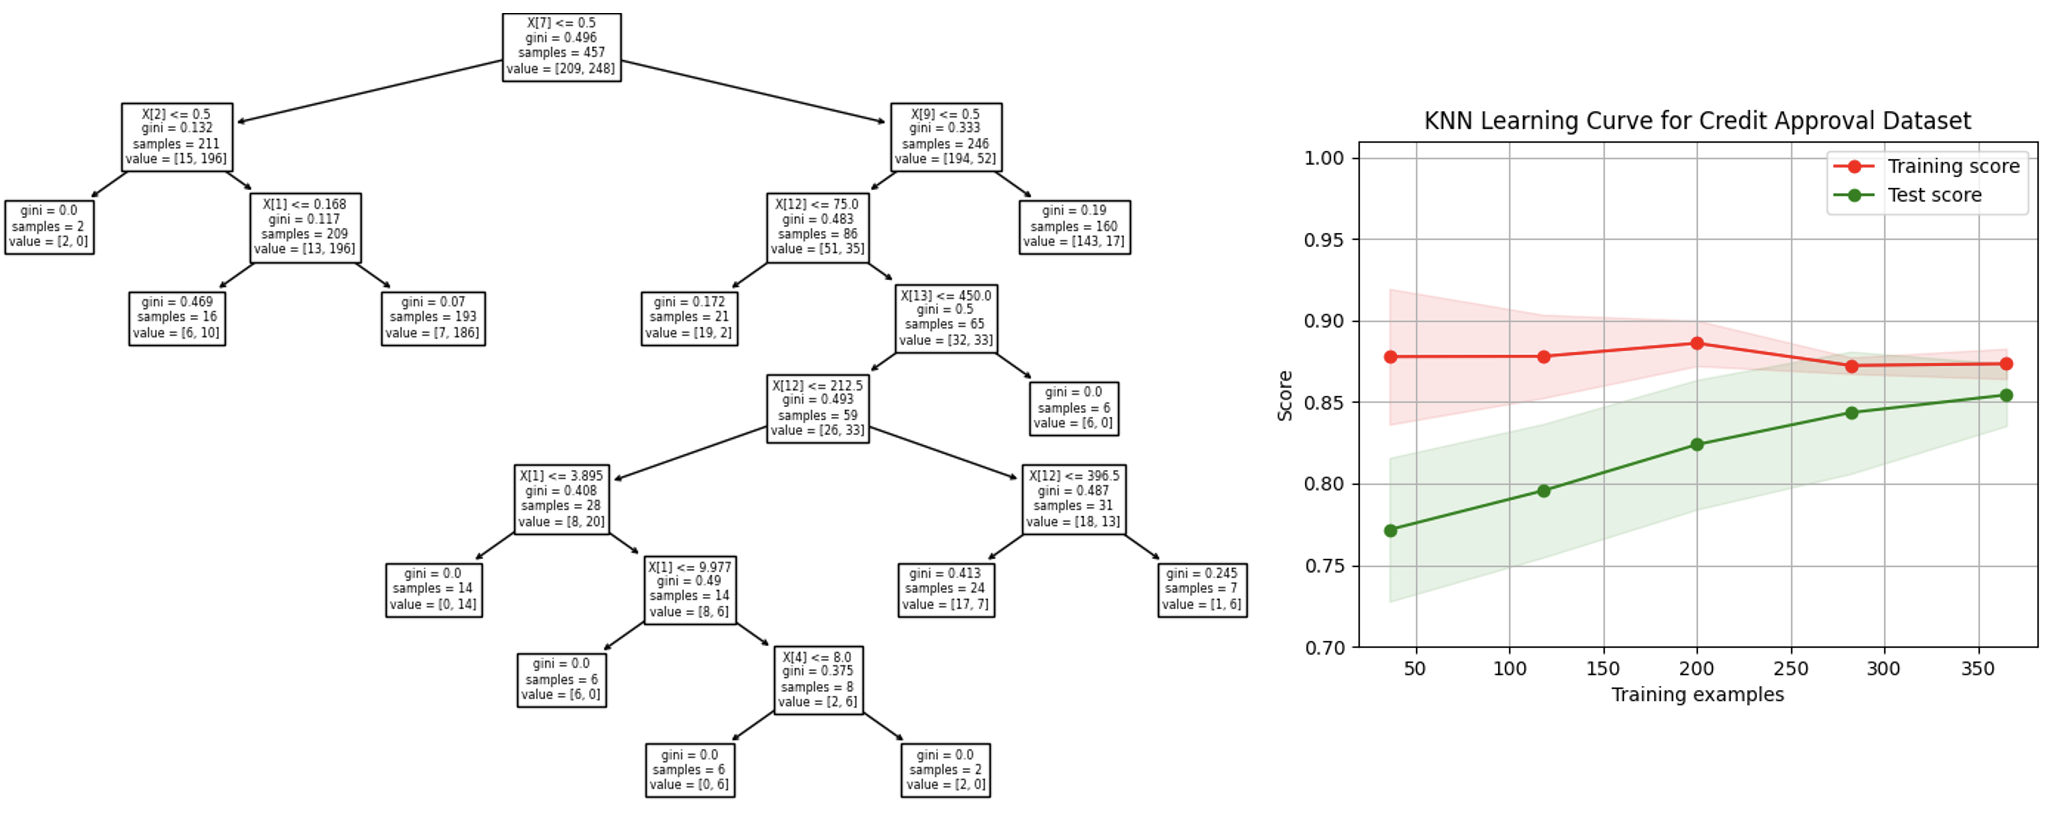 X[7] <= 0.5
gini = 0.496
samples = 457
value = [209, 248]
X[2] <= 0.5
gini = 0.132
samples = 211
value = [15, 196]
X[9] <= 0.5
gini = 0.333
samples = 246
value = [194, 52]
gini = 0.0
samples = 2
value = [2, 0]
X[1] <= 0.168
gini = 0.117
samples = 209
value = [13, 196]
X[12] <= 75.0
gini = 0.483
samples = 86
value = [51, 35]
gini = 0.19
samples = 160
value = [143, 17]
gini = 0.469
samples = 16
value = [6, 10]
gini = 0.07
samples = 193
value = [7, 186]
gini = 0.172
samples = 21
value = [19, 2]
X[13] <= 450.0
gini = 0.5
samples = 65
value = [32, 33]
X[12] <= 212.5
gini = 0.493
samples = 59
value = [26, 33]
gini = 0.0
samples = 6
value = [6, 0]
X[1] <= 3.895
gini = 0.408
samples = 28
value = [8, 20]
X[12] <= 396.5
gini = 0.487
samples = 31
value = [18, 13]
gini = 0.0
samples = 14
value = [0, 14]
X[1] <= 9.977
gini = 0.49
samples = 14
value = [8, 6]
gini = 0.413
samples = 24
value = [17, 7]
gini = 0.245
samples = 7
value = [1, 6]
gini = 0.0
samples = 6
value = [6, 0]
X[4] <= 8.0
gini = 0.375
samples = 8
value = [2, 6]
gini = 0.0
samples = 6
value = [0, 6]
gini = 0.0
samples = 2
value = [2, 0]
KNN Learning Curve for Credit Approval Dataset
Training score
Test score
1.00
0.95
0.90
0.85
0.80
0.75
0.70
Score
50 100 150 200 250 300 350
Training examples